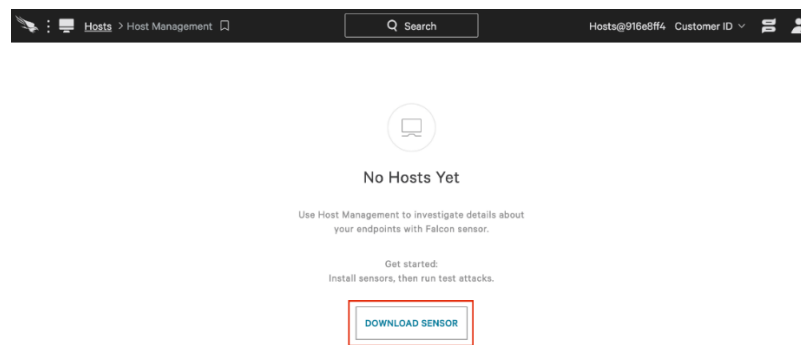 Hosts > Host Management
Search
Hosts@916e8ff4 Customer ID
No Hosts Yet
Use Host Management to investigate details about
your endpoints with Falcon sensor.
Get started:
Install sensors, then run test attacks.
DOWNLOAD SENSOR